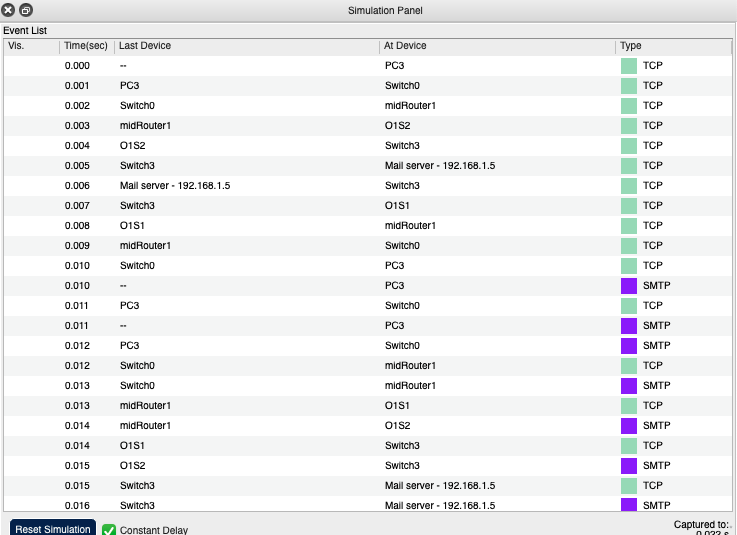 Simulation Panel
Event List
Vis. Time(sec) Last Device At Device Type
0.000 -- PC3 TCP
0.001 PC3 Switch0 TCP
0.002 Switch0 midRouter1 TCP
0.003 midRouter1 O1S2 TCP
0.004 O1S2 Switch3 TCP
0.005 Switch3 Mail server - 192.168.1.5 TCP
0.006 Mail server - 192.168.1.5 Switch3 TCP
0.007 Switch3 O1S1 TCP
0.008 O1S1 midRouter1 TCP
0.009 midRouter1 Switch0 TCP
0.010 Switch0 PC3 TCP
0.010 -- PC3 SMTP
0.011 PC3 Switch0 TCP
0.011 -- PC3 SMTP
0.012 PC3 Switch0 SMTP
0.012 Switch0 midRouter1 TCP
0.013 Switch0 midRouter1 SMTP
0.013 midRouter1 O1S1 TCP
0.014 midRouter1 O1S2 SMTP
0.014 O1S1 Switch3 TCP
0.015 O1S2 Switch3 SMTP
0.015 Switch3 Mail server - 192.168.1.5 TCP
0.016 Switch3 Mail server - 192.168.1.5 SMTP
Reset Simulation Constant Delay Captured to: